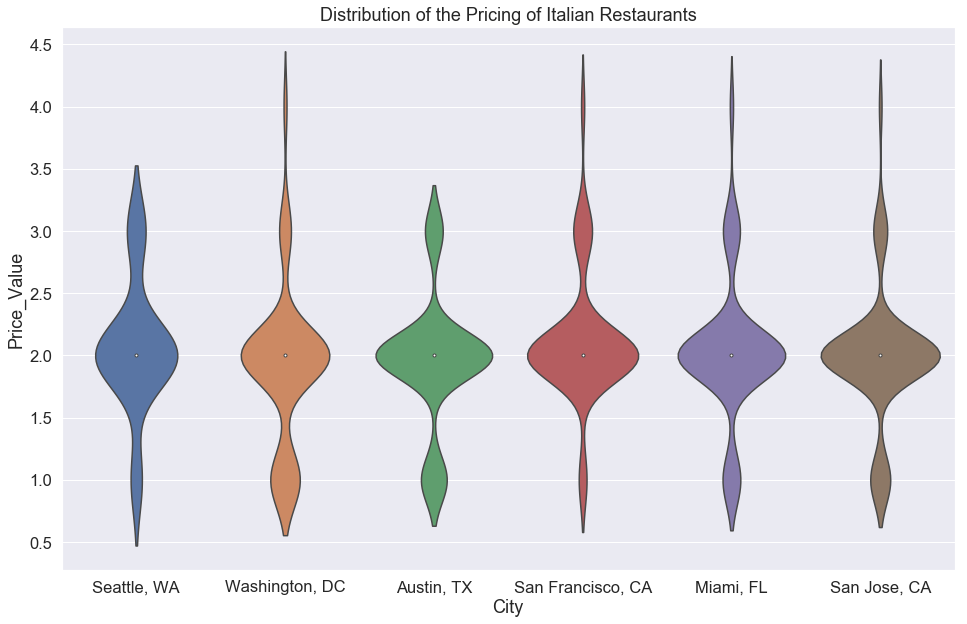 Distribution of the Pricing of Italian Restaurants
4.5
4.0
3.5
3.0
2.5
2.0
1.5
1.0
0.5
Price_Value
Seattle, WA
Washington, DC
Austin, TX
San Francisco, CA
Miami, FL
San Jose, CA
City